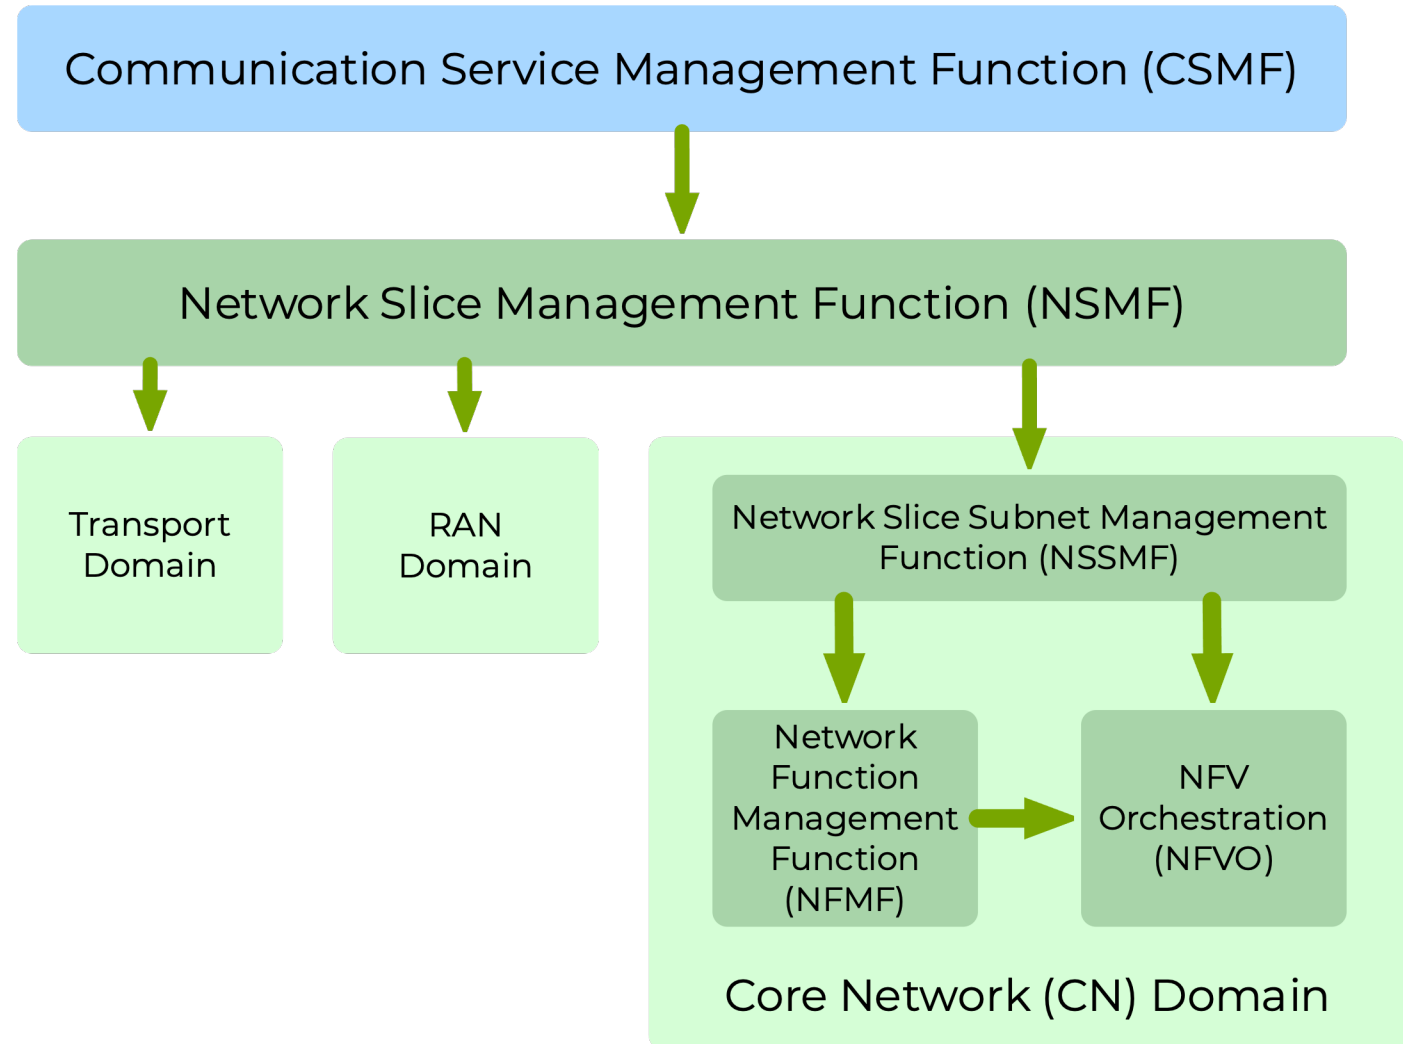 Communication Service Management Function (CSMF)
Network Slice Management Function (NSMF)
Transport
Domain
RAN
Domain
Network Slice Subnet Management
Function (NSSMF)
Network
Function
Management
Function
(NFMF)
NFV
Orchestration
(NFVO)
Core Network (CN) Domain